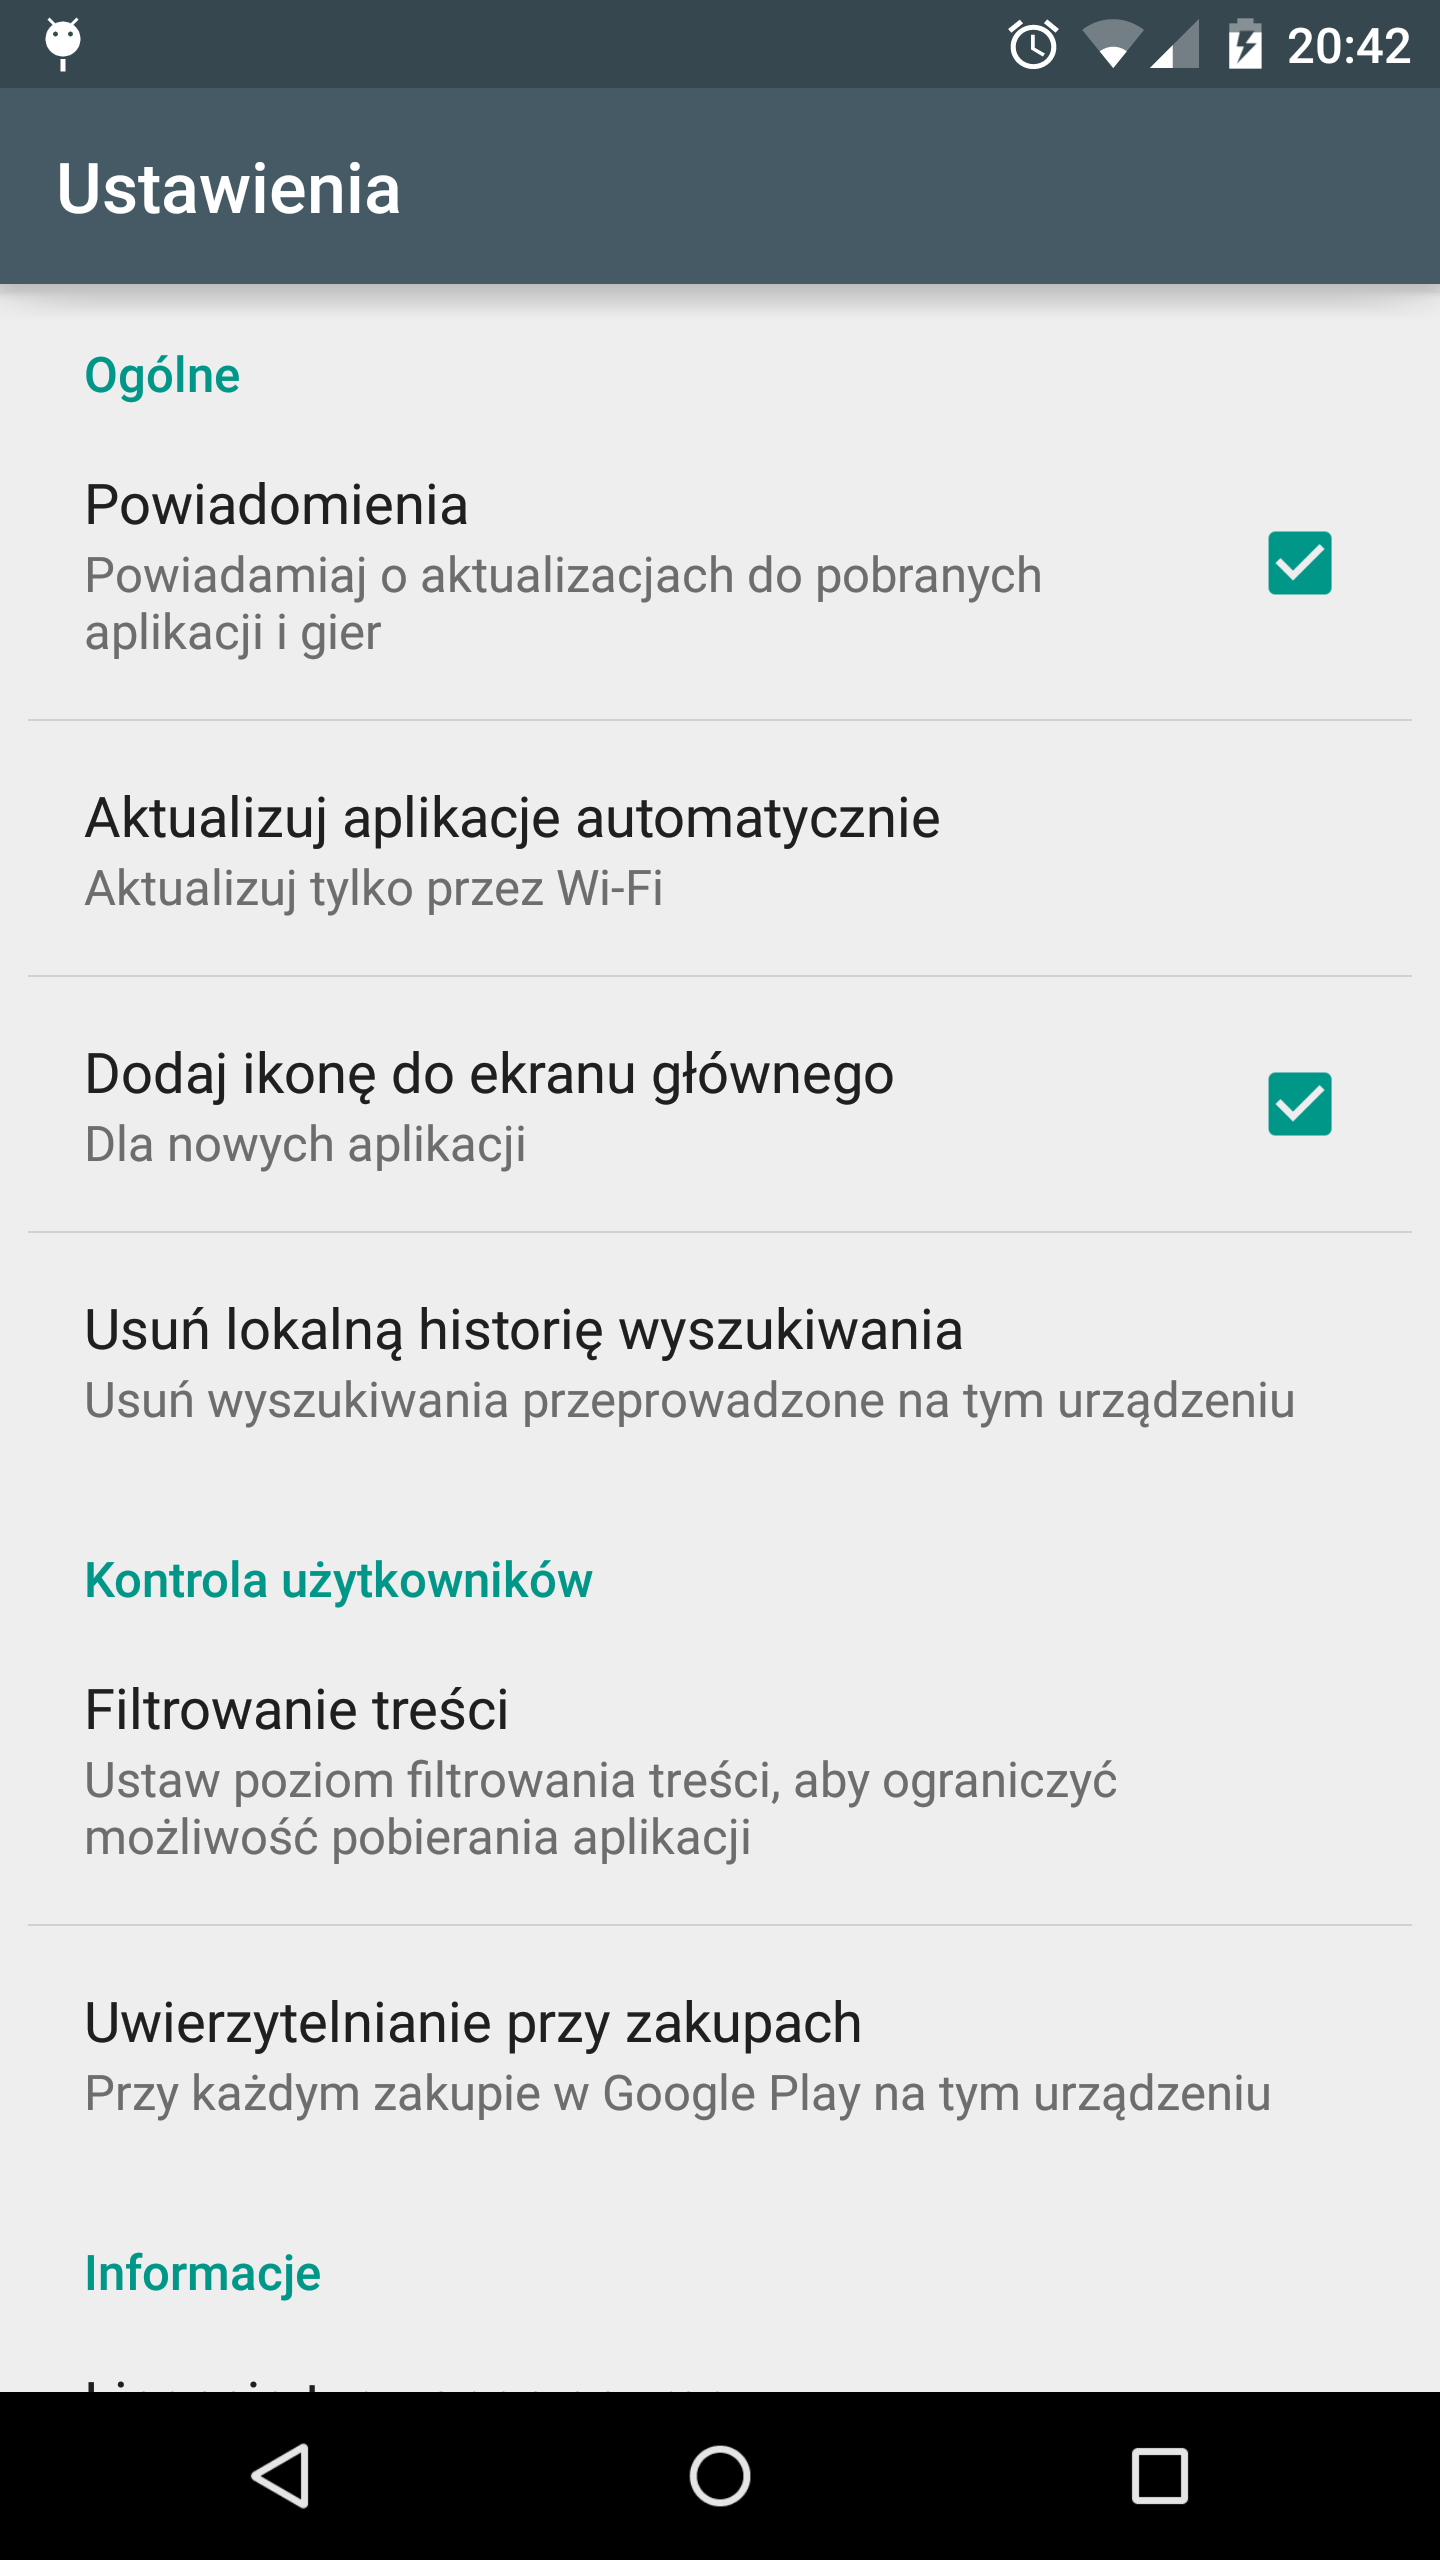 20:42
Ustawienia
Ogólne
Powiadomienia
Powiadamiaj o aktualizacjach do pobranych
aplikacji i gier
Aktualizuj aplikacje automatycznie
Aktualizuj tylko przez Wi-Fi
Dodaj ikonę do ekranu głównego
Dla nowych aplikacji
Usuń lokalną historię wyszukiwania
Usuń wyszukiwania przeprowadzone na tym urządzeniu
Kontrola użytkowników
Filtrowanie treści
Ustaw poziom filtrowania treści, aby ograniczyć
możliwość pobierania aplikacji
Uwierzytelnianie przy zakupach
Przy każdym zakupie w Google Play na tym urządzeniu
Informacje